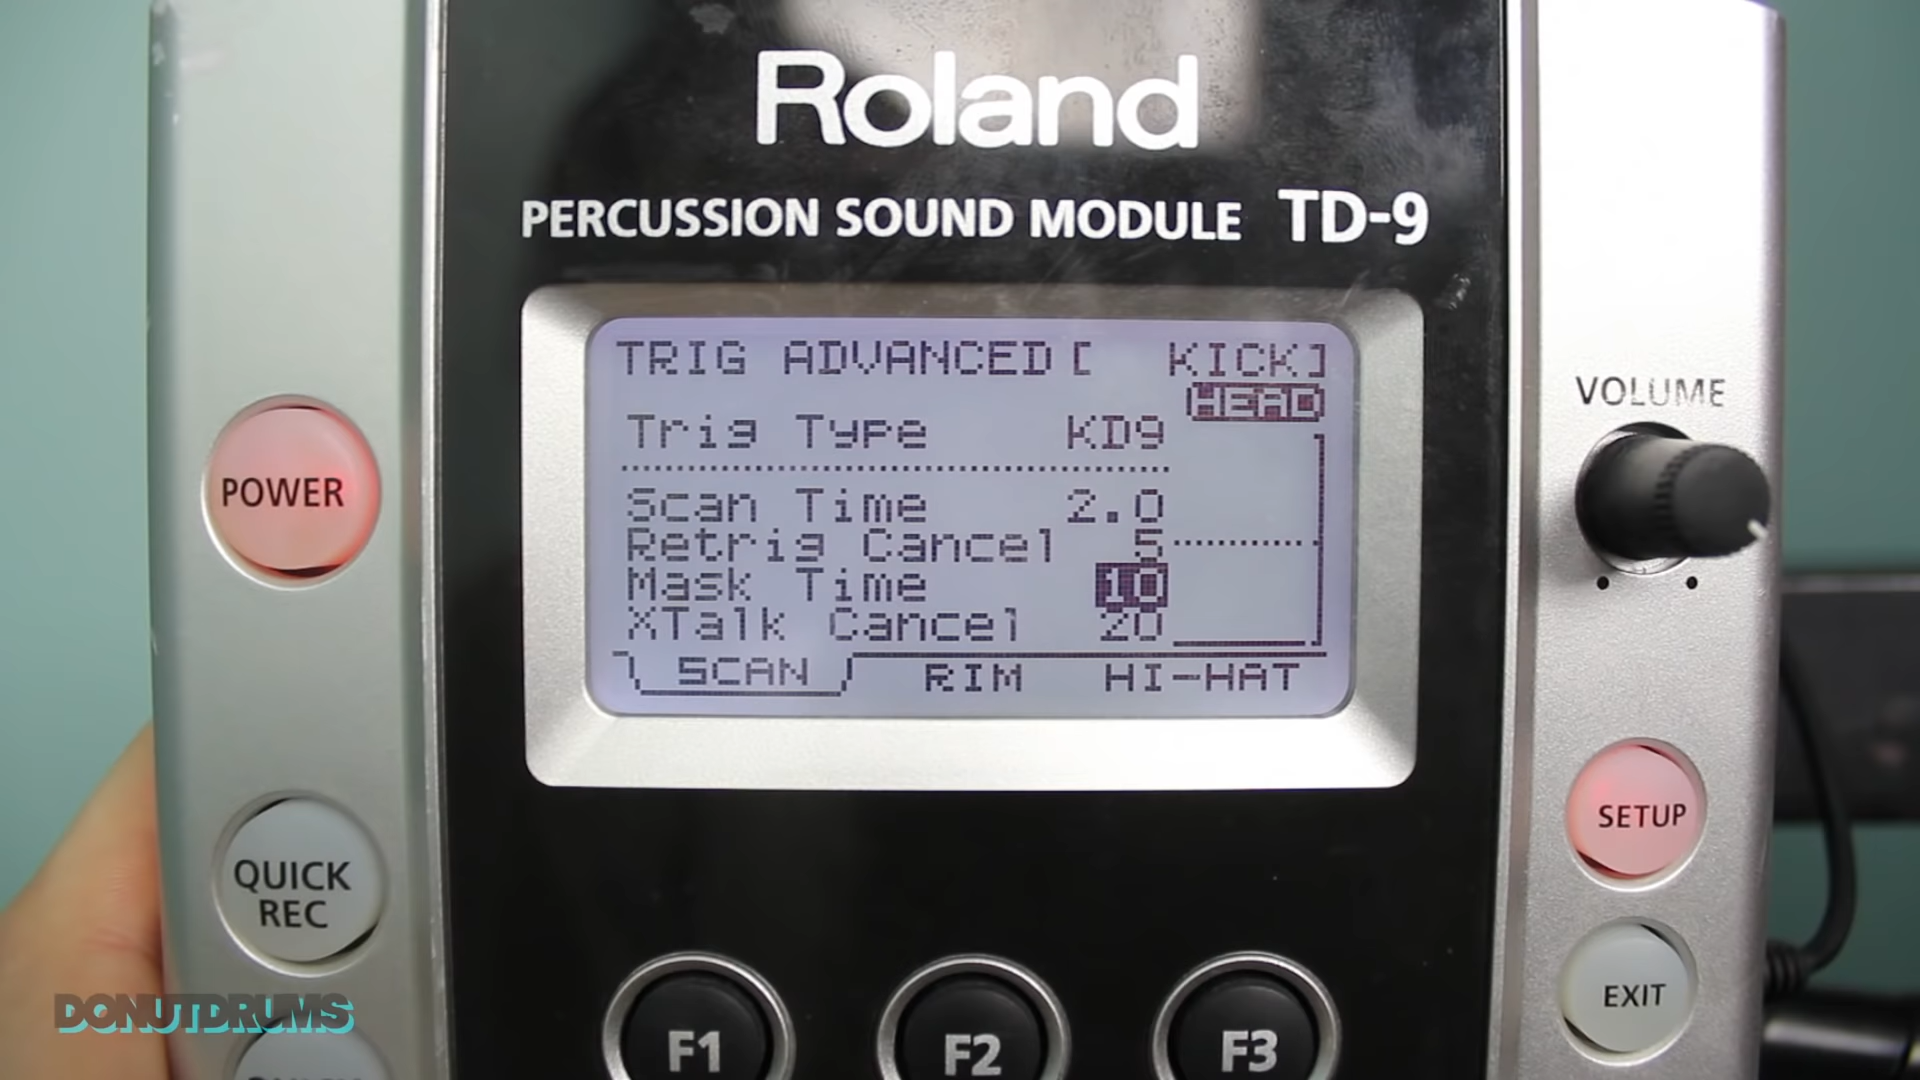 Roland
PERCUSSION SOUND MODULE TD-9
TRIG ADVANCED[ KICK]
HEAD
Trig Type KD9
Scan Time 2.0
Retrig Cancel 5
Mask Time 10
XTalk Cancel 20
SCAN RIM HI-HAT
VOLUME
POWER
SETUP
QUICK
REC
EXIT
F1 F2 F3
DONUTDRUMS